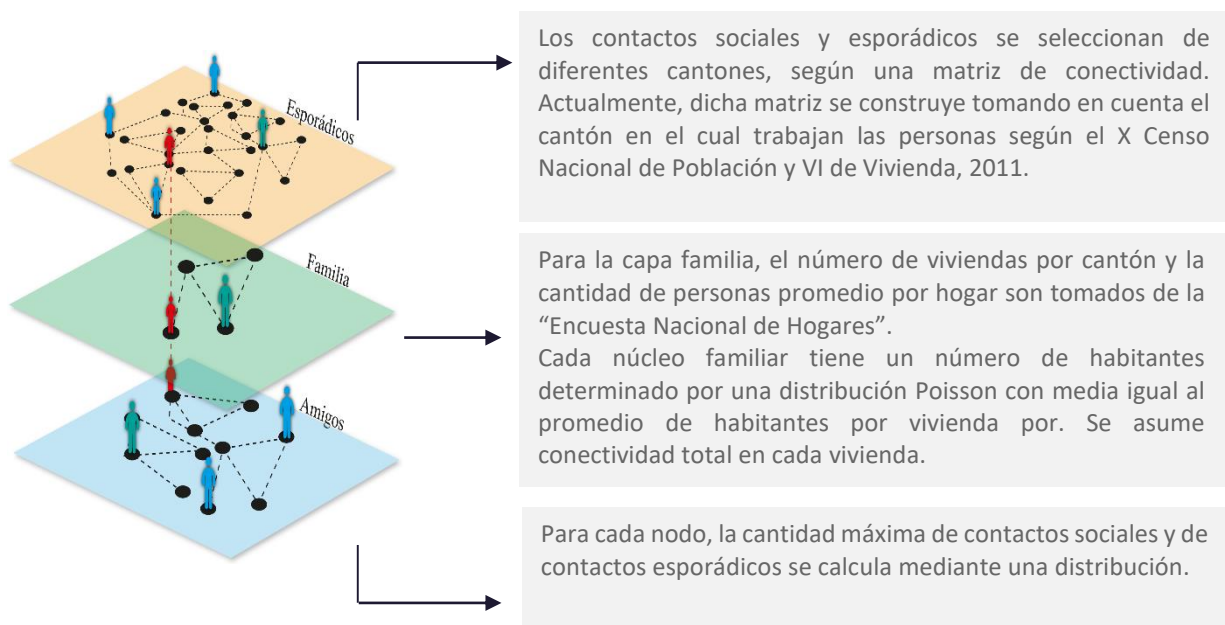 Esporádicos
Familia
Amigos
Los contactos sociales y esporádicos se seleccionan de
diferentes cantones, según una matriz de conectividad.
Actualmente, dicha matriz se construye tomando en cuenta el
cantón en el cual trabajan las personas según el X Censo
Nacional de Población y VI de Vivienda, 2011.
Para la capa familia, el número de viviendas por cantón y la
cantidad de personas promedio por hogar son tomados de la
“Encuesta Nacional de Hogares”.
Cada núcleo familiar tiene un número de habitantes
determinado por una distribución Poisson con media igual al
promedio de habitantes por vivienda por. Se asume
conectividad total en cada vivienda.
Para cada nodo, la cantidad máxima de contactos sociales y de
contactos esporádicos se calcula mediante una distribución.